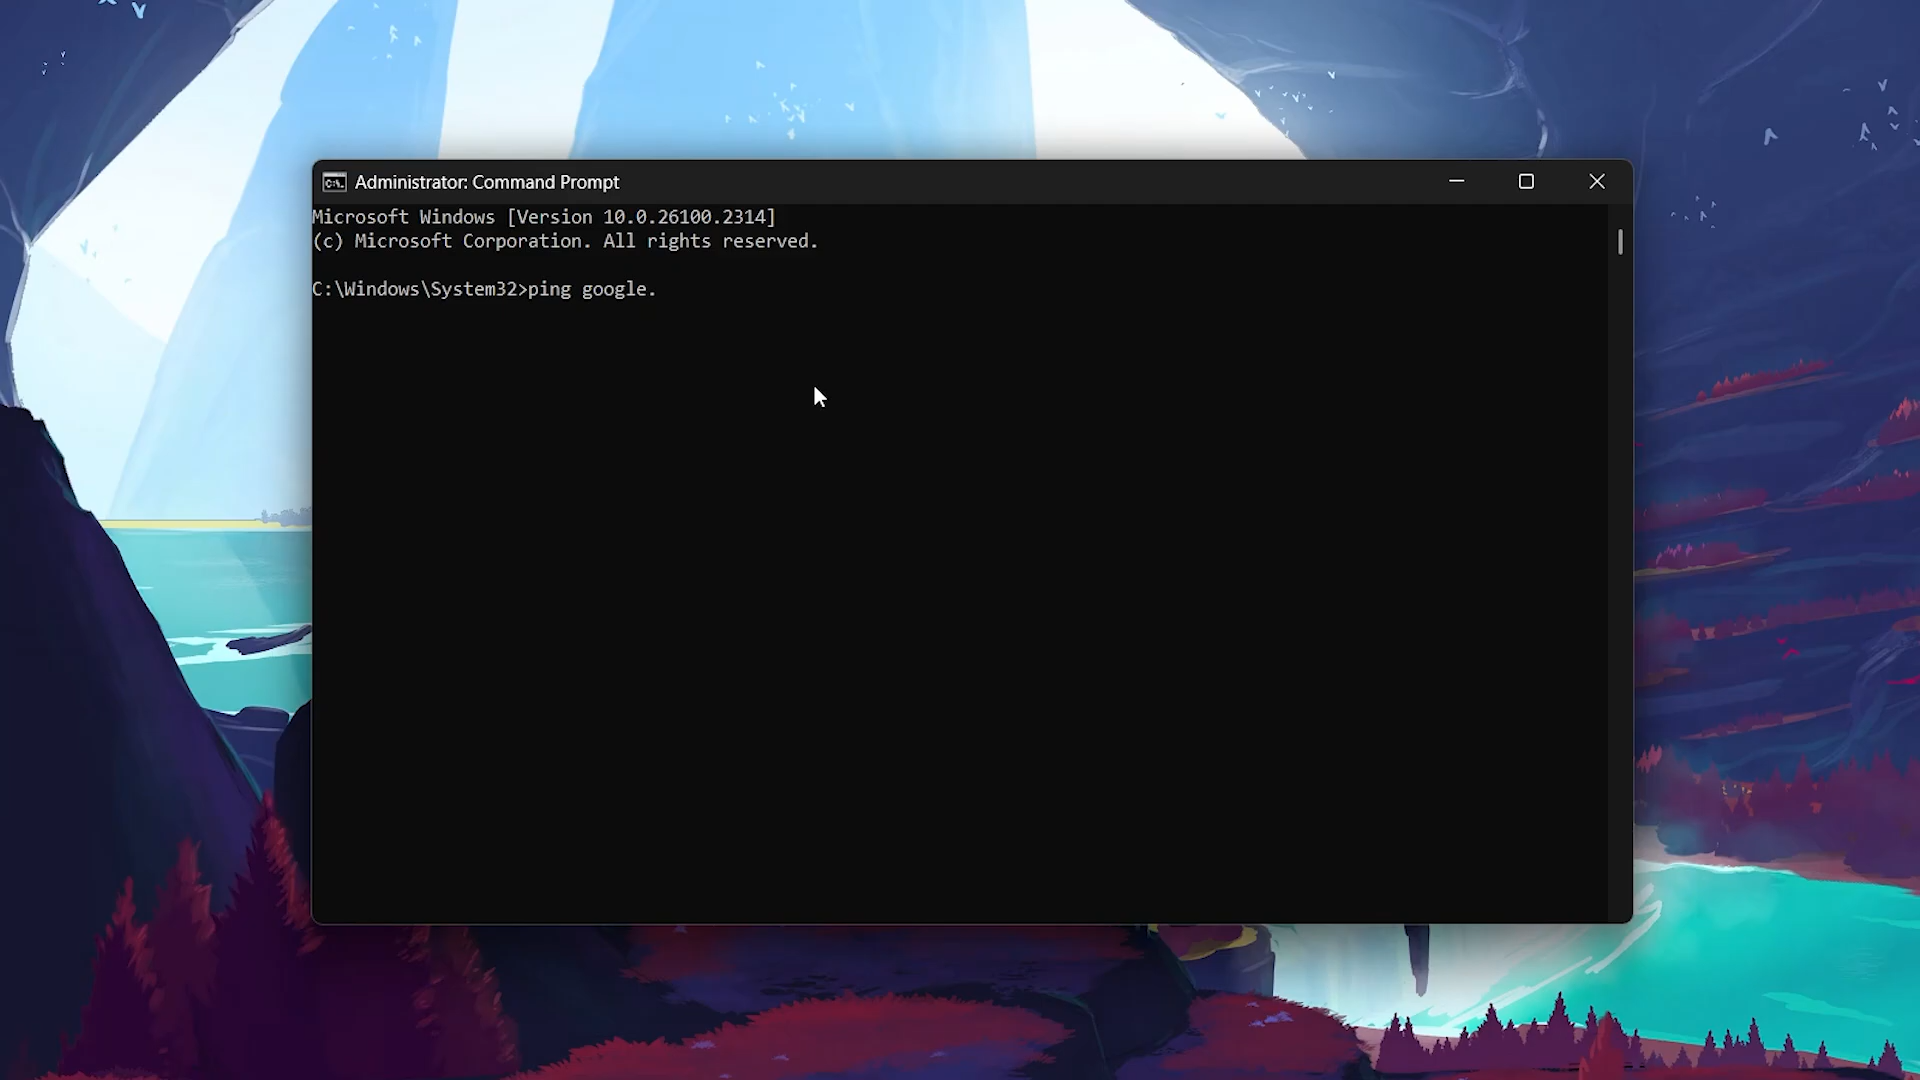 Administrator: Command Prompt
Microsoft Windows [Version 10.0.26100.2314]
(c) Microsoft Corporation. All rights reserved.
C:\Windows\System32>ping google.